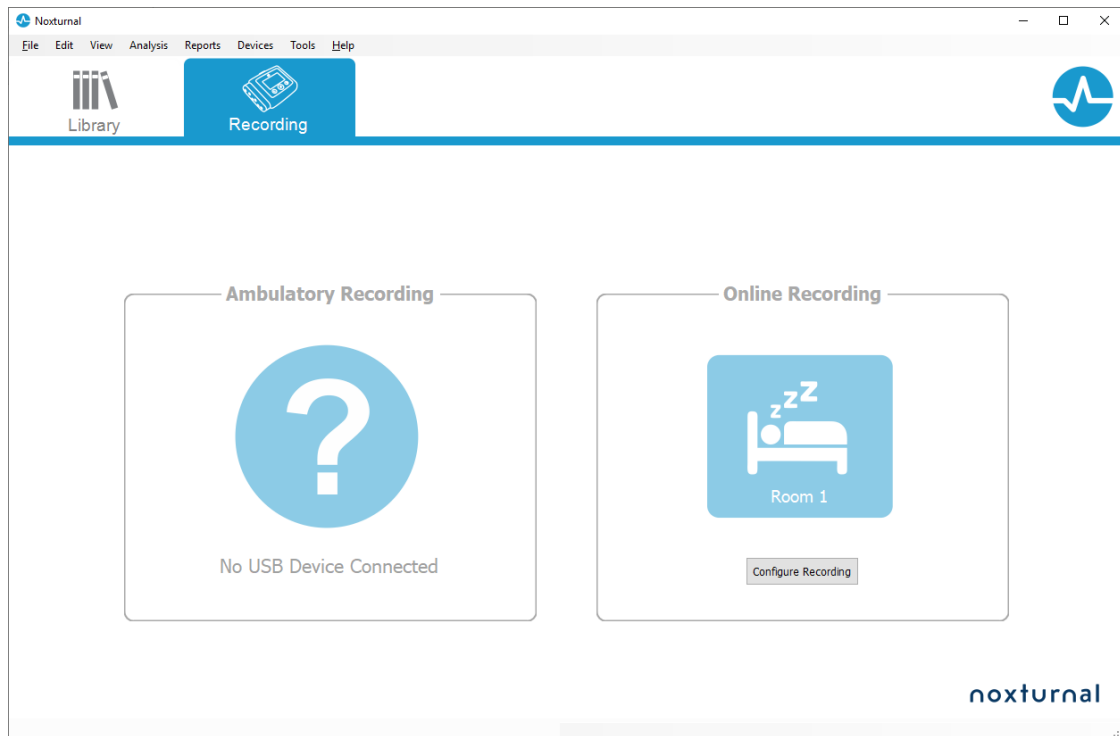 Noxturnal
File Edit View Analysis Reports Devices Tools Help
Library
Recording
Ambulatory Recording
?
No USB Device Connected
Online Recording
z z Z
Room 1
Configure Recording
noxturnal